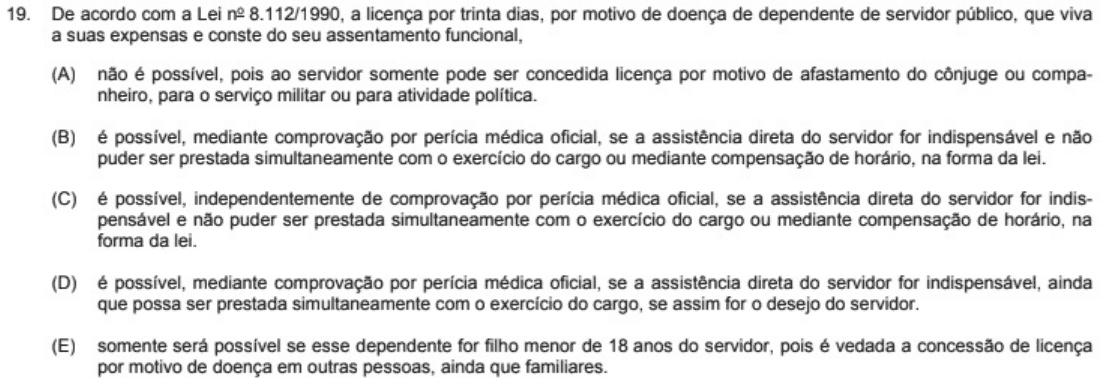 19. De acordo com a Lei nº 8.112/1990, a licença por trinta dias, por motivo de doença de dependente de servidor público, que viva
a suas expensas e conste do seu assentamento funcional,
(A) não é possível, pois ao servidor somente pode ser concedida licença por motivo de afastamento do cônjuge ou compa-
nheiro, para o serviço militar ou para atividade política.
(B) é possível, mediante comprovação por perícia médica oficial, se a assistência direta do servidor for indispensável e não
puder ser prestada simultaneamente com o exercício do cargo ou mediante compensação de horário, na forma da lei.
(C) é possível, independentemente de comprovação por perícia médica oficial, se a assistência direta do servidor for indis-
pensável e não puder ser prestada simultaneamente com o exercício do cargo ou mediante compensação de horário, na
forma da lei.
(D) é possível, mediante comprovação por perícia médica oficial, se a assistência direta do servidor for indispensável, ainda
que possa ser prestada simultaneamente com o exercício do cargo, se assim for o desejo do servidor.
(E) somente será possível se esse dependente for filho menor de 18 anos do servidor, pois é vedada a concessão de licença
por motivo de doença em outras pessoas, ainda que familiares.